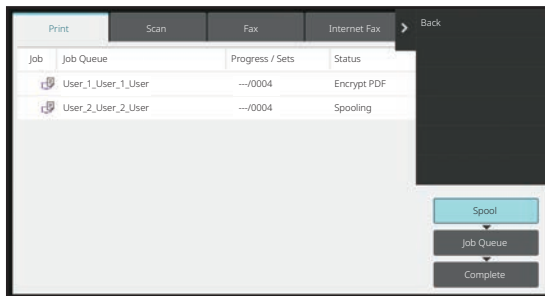 Print Scan Fax Internet Fax Back
Job Job Queue Progress / Sets Status
User_1_User_1_User ---/0004 Encrypt PDF
User_2_User_2_User ---/0004 Spooling
Spool
Job Queue
Complete